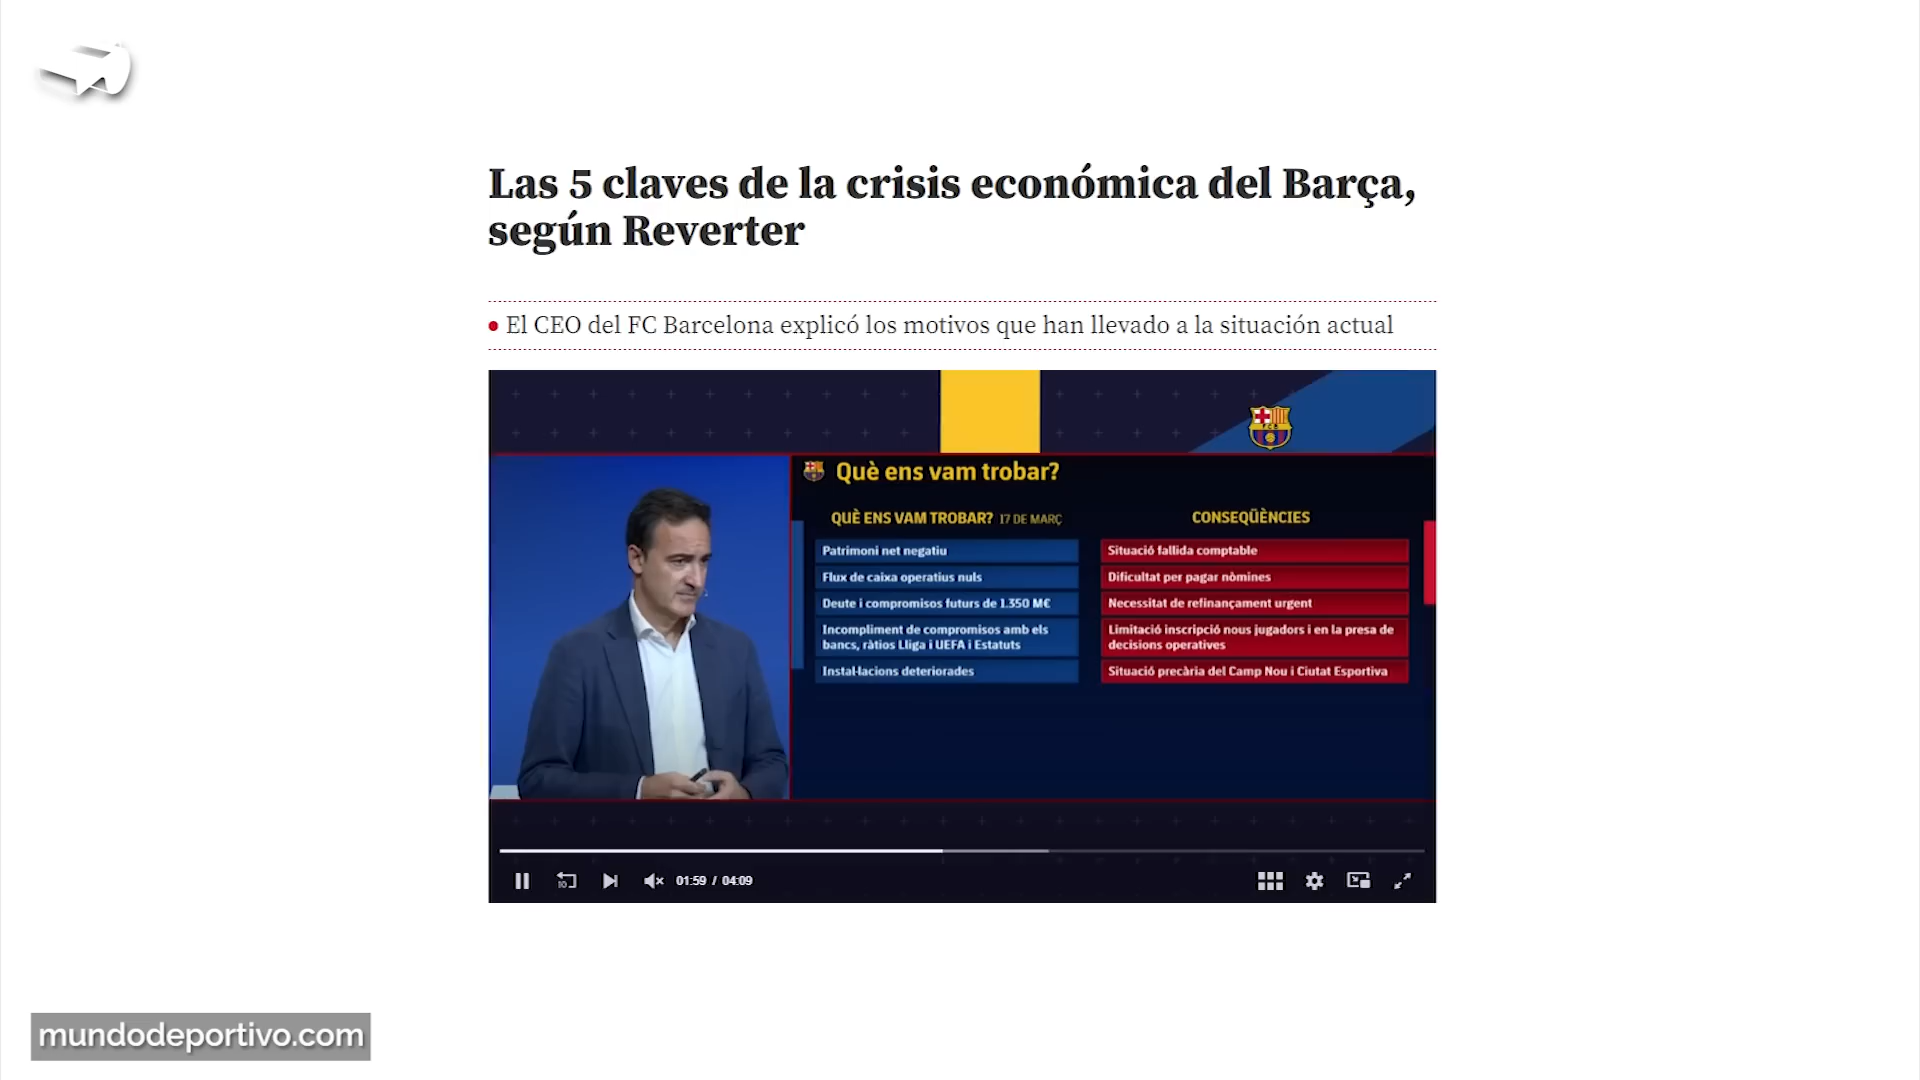 Las 5 claves de la crisis económica del Barça,
según Reverter
El CEO del FC Barcelona explicó los motivos que han llevado a la situación actual
FCB
Què ens vam trobar?
QUÈ ENS VAM TROBAR? 17 DE MARÇ
Patrimoni net negatiu
Flux de caixa operatius nuls
Deute i compromisos futurs de 1.350 M€
Incompliment de compromisos amb els
bancs, ràtios Lliga i UEFA i Estatuts
Instal·lacions deteriorades
CONSEQÜÈNCIES
Situació fallida comptable
Dificultat per pagar nòmines
Necessitat de refinançament urgent
Limitació inscripció nous jugadors i en la presa de
decisions operatives
Situació precària del Camp Nou i Ciutat Esportiva
10
01:59 / 04:09
mundodeportivo.com